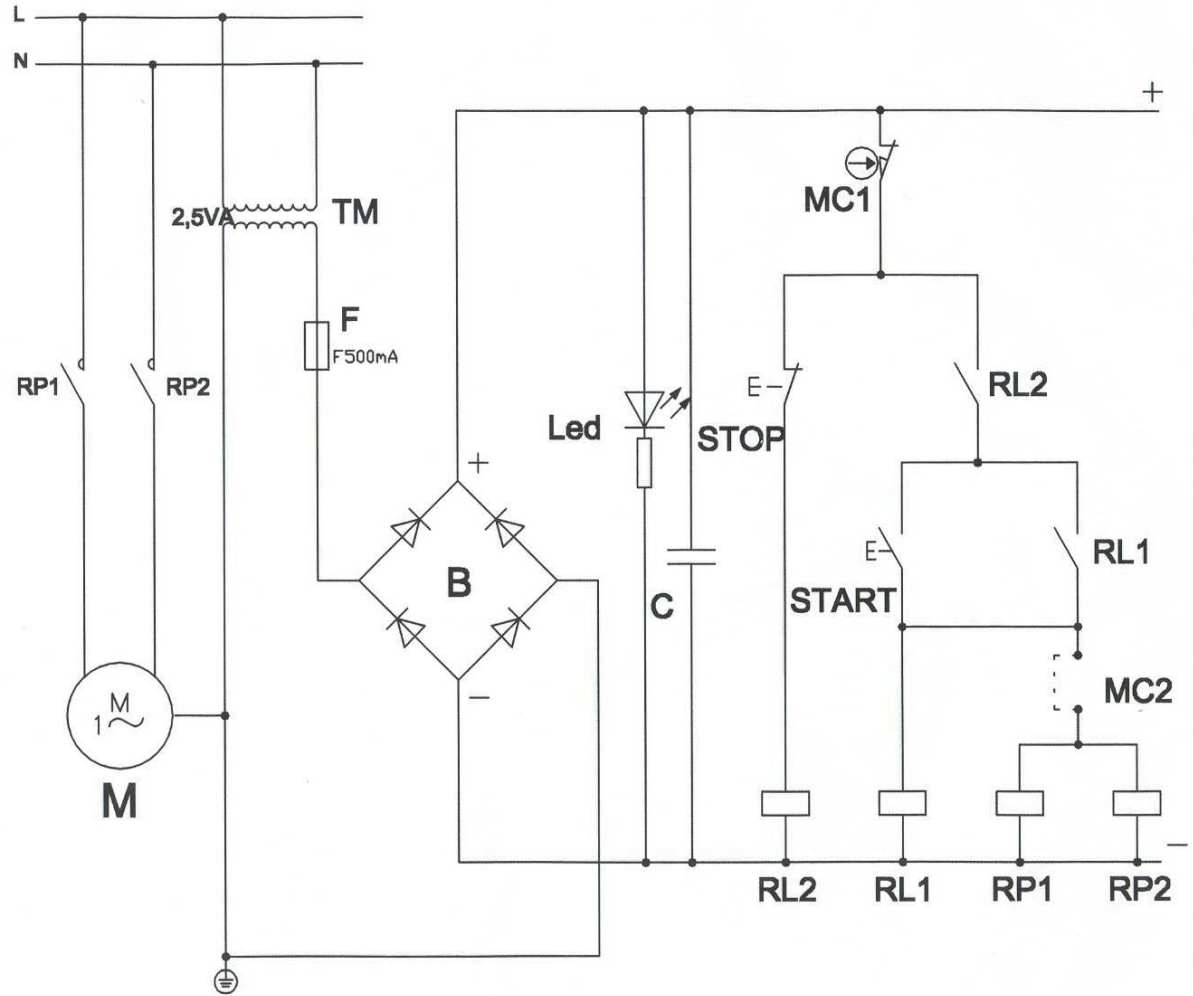 L
N
+
MC1
2,5VA
TM
F
F500mA
RP1
RP2
E
RL2
Led
STOP
+
E
RL1
B
C
START
MC2
M
1~
–
M
–
RL2
RL1
RP1
RP2